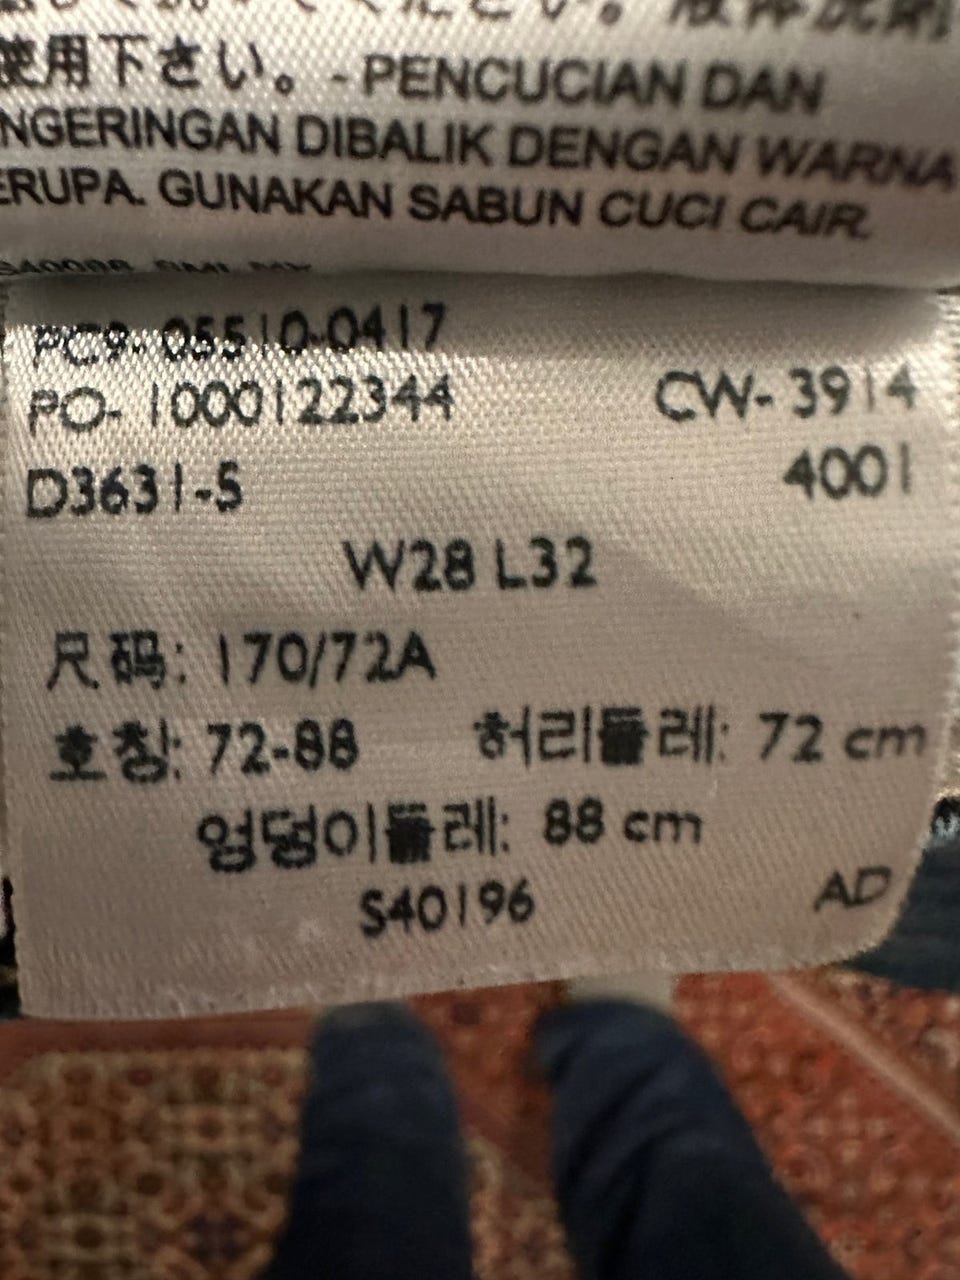 使用下さい。- PENCUCIAN DAN
NGERINGAN DIBALIK DENGAN WARNA
ERUPA. GUNAKAN SABUN CUCI CAIR.
PC9-05510-0417
PO- 1000122344 CW- 3914
D3631-S 4001
W28 L32
尺码: 170/72A
호칭: 72-88 허리둘레: 72 cm
엉덩이둘레: 88 cm
S40196 AD